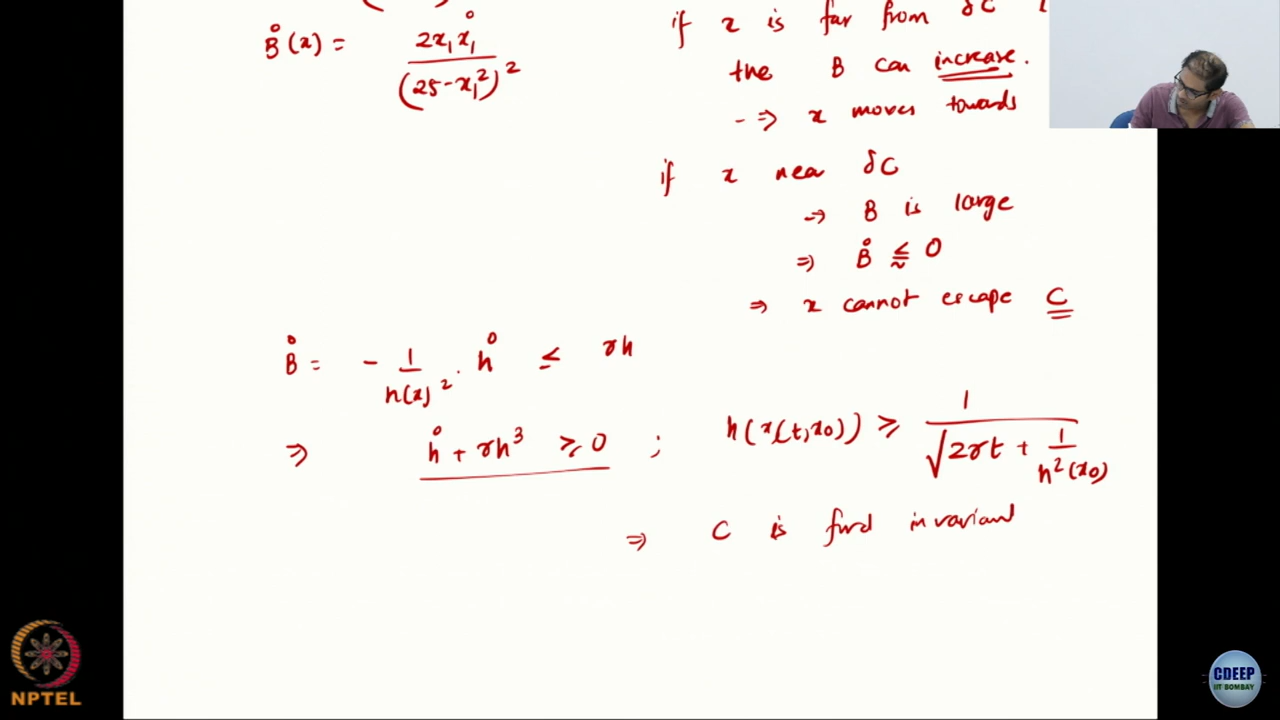 Ḃ(x) = 2x₁ẋ₁ / (25 - x₁²)²
if x is far from ∂C
the B can increase.
-⇒ x moves towards
if x near ∂C
⇒ B is large
⇒ Ḃ ≲ 0
⇒ x cannot escape C
Ḃ = - 1/h(x)² · ḣ ≤ γh
⇒ ḣ + γh³ ≥ 0 ; h(x(t,x0)) ≥ 1/√(2γt + 1/h²(x0))
⇒ C is fwd invariant
NPTEL
CDEEP
IIT BOMBAY